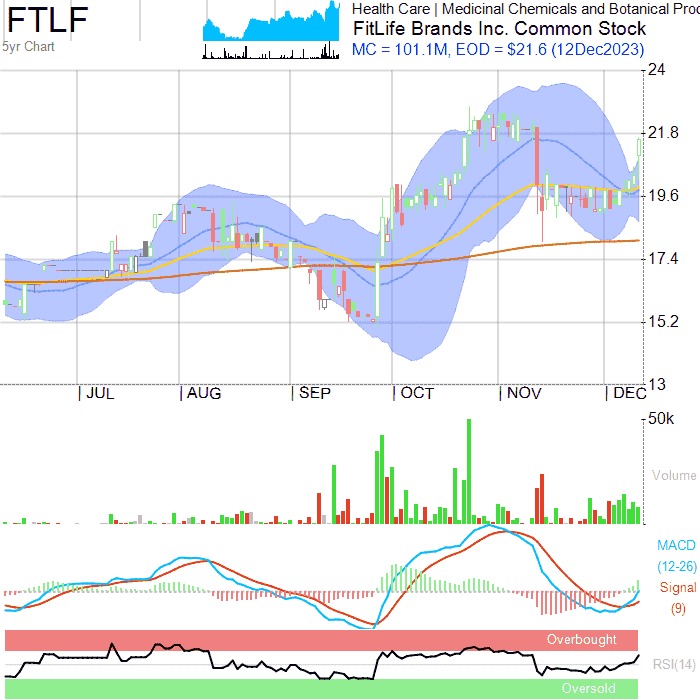 FTLF
5yr Chart
Health Care | Medicinal Chemicals and Botanical Proc
FitLife Brands Inc. Common Stock
MC = 101.1M, EOD = $21.6 (12Dec2023)
24
21.8
19.6
17.4
15.2
13
JUL AUG SEP OCT NOV DEC
50k
Volume
MACD
(12-26)
Signal
(9)
Overbought
RSI(14)
Oversold